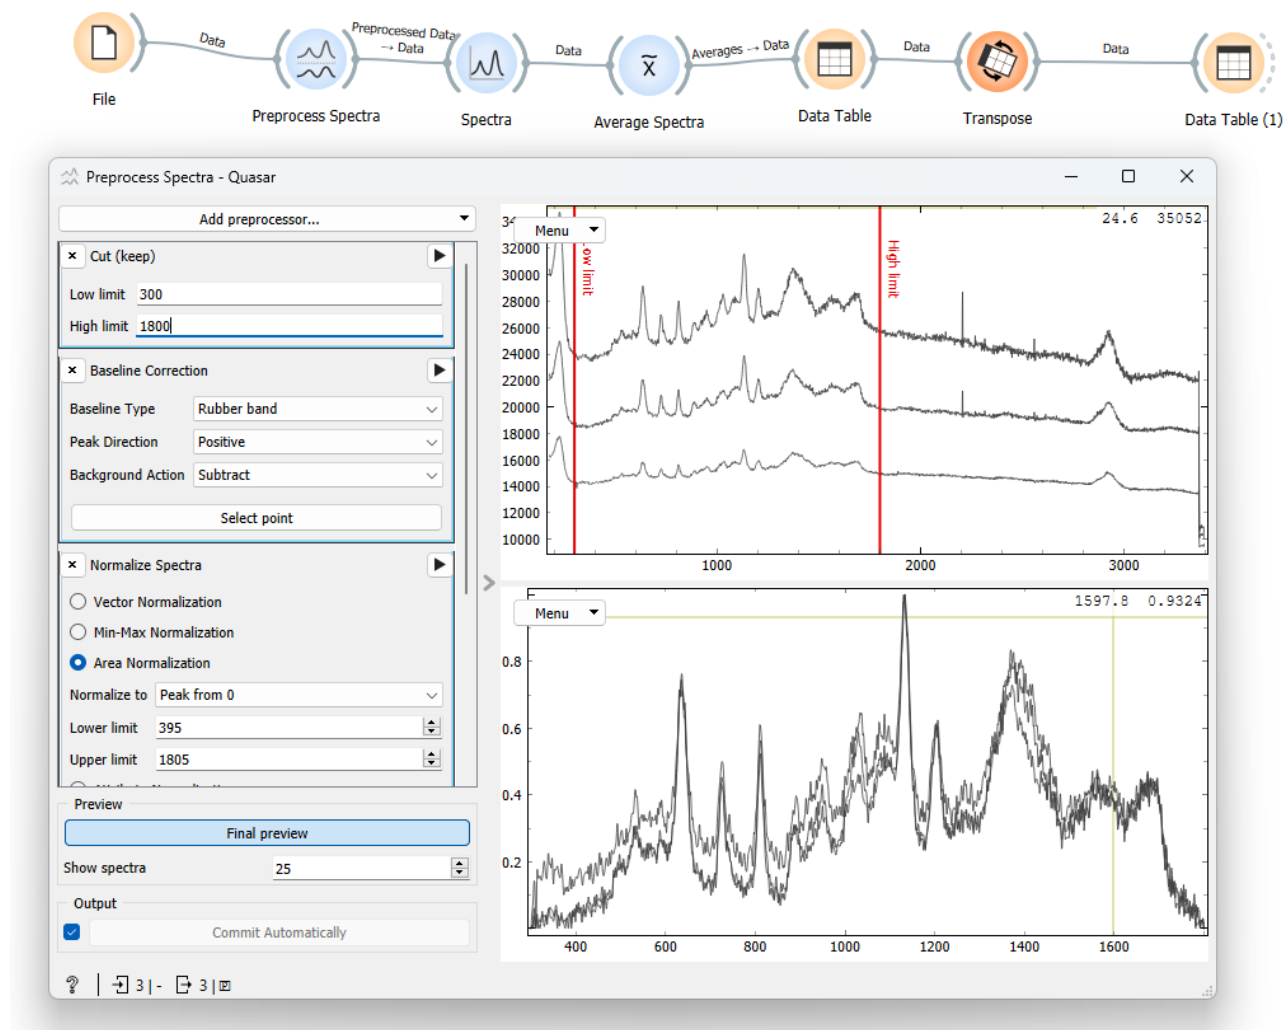 Data
Preprocessed Data
→ Data
Data
Averages → Data
Data
Data
File
Preprocess Spectra
Spectra
Average Spectra
Data Table
Transpose
Data Table (1)
Preprocess Spectra - Quasar
Add preprocessor...
Cut (keep)
Low limit 300
High limit 1800
Baseline Correction
Baseline Type Rubber band
Peak Direction Positive
Background Action Subtract
Select point
Normalize Spectra
Vector Normalization
Min-Max Normalization
Area Normalization
Normalize to Peak from 0
Lower limit 395
Upper limit 1805
Preview
Final preview
Show spectra 25
Output
Commit Automatically
? 3 | - 3 |
Menu
24.6 35052
ow limit
High limit
34
32000
30000
28000
26000
24000
22000
20000
18000
16000
14000
12000
10000
1000 2000 3000
Menu
1597.8 0.9324
0.8
0.6
0.4
0.2
400 600 800 1000 1200 1400 1600